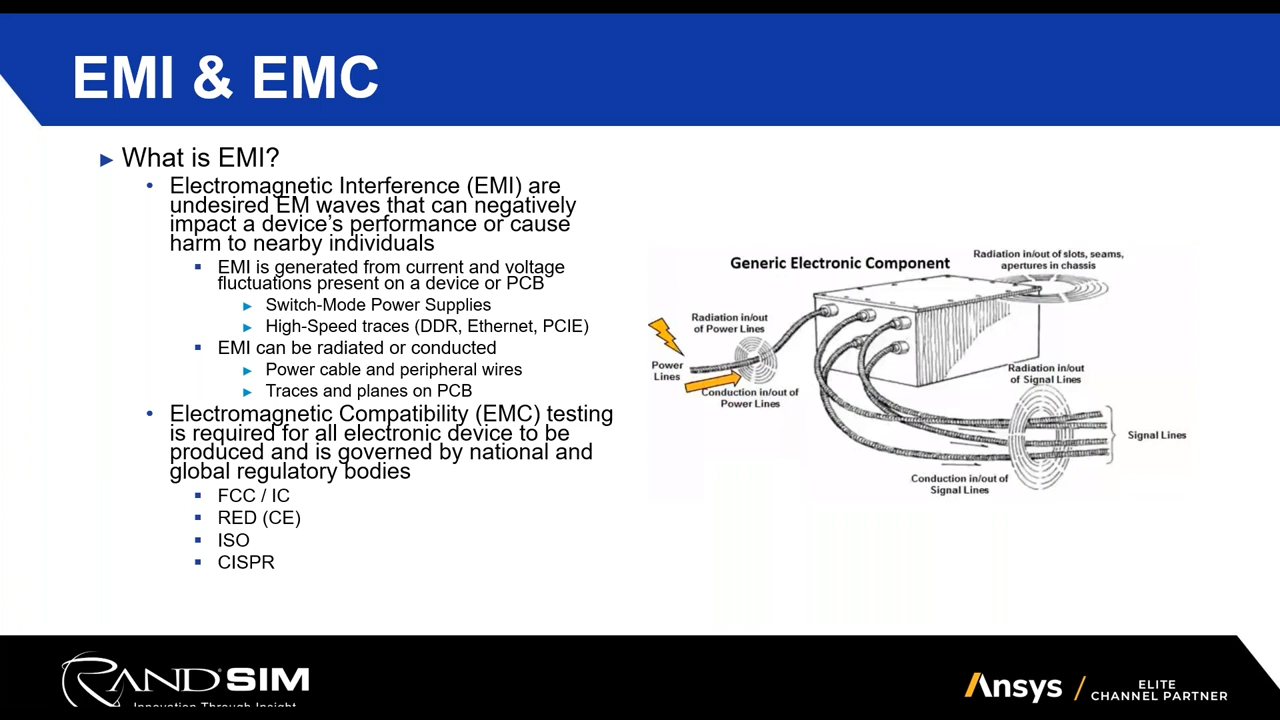 EMI & EMC
What is EMI?
Electromagnetic Interference (EMI) are
undesired EM waves that can negatively
impact a device's performance or cause
harm to nearby individuals
EMI is generated from current and voltage
fluctuations present on a device or PCB
Switch-Mode Power Supplies
High-Speed traces (DDR, Ethernet, PCIE)
EMI can be radiated or conducted
Power cable and peripheral wires
Traces and planes on PCB
Electromagnetic Compatibility (EMC) testing
is required for all electronic device to be
produced and is governed by national and
global regulatory bodies
FCC / IC
RED (CE)
ISO
CISPR
Generic Electronic Component
Radiation in/out of slots, seams,
apertures in chassis
Radiation in/out
of Power Lines
Power
Lines
Conduction in/out of
Power Lines
Radiation in/out
of Signal Lines
Signal Lines
Conduction in/out of
Signal Lines
RAND SIM
Innovation Through Insight
Ansys / ELITE
CHANNEL PARTNER